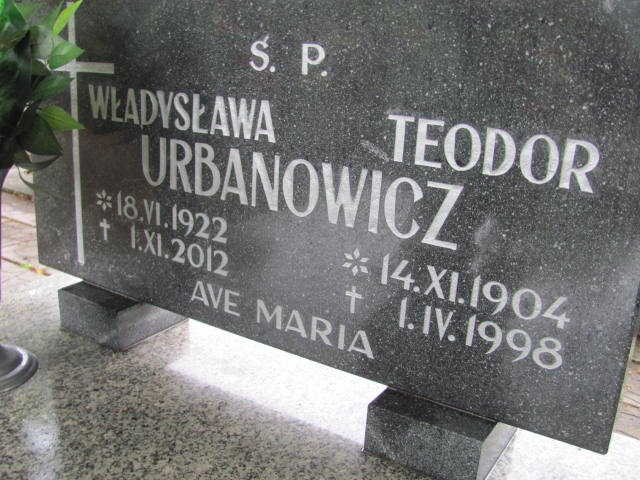 Ś. P.
WŁADYSŁAWA TEODOR
URBANOWICZ
* 18.VI.1922
✝ 1.XI.2012
* 14.XI.1904
✝ 1.IV.1998
AVE MARIA